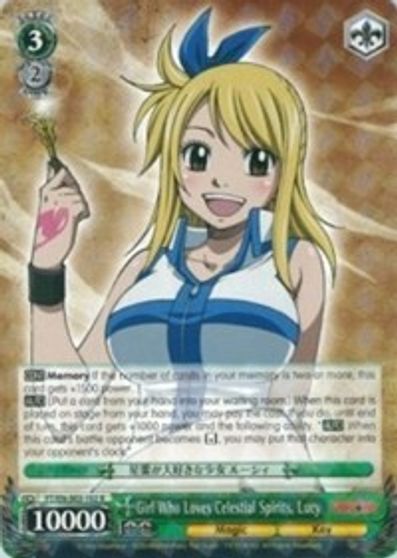 3
2
[CONT] Memory If the number of cards in your memory is two or more, this
card gets +1500 power.
[AUTO] [Put a card from your hand into your waiting room] When this card is
placed on stage from your hand, you may pay the cost. If you do, until end
of turn, this card gets +1000 power and the following ability. "[AUTO] When
this card's battle opponent becomes [ ], you may put that character
into your opponent's clock."
星霊が大好きな少女 ルーシィ
Girl Who Loves Celestial Spirits, Lucy
10000
Magic
Key